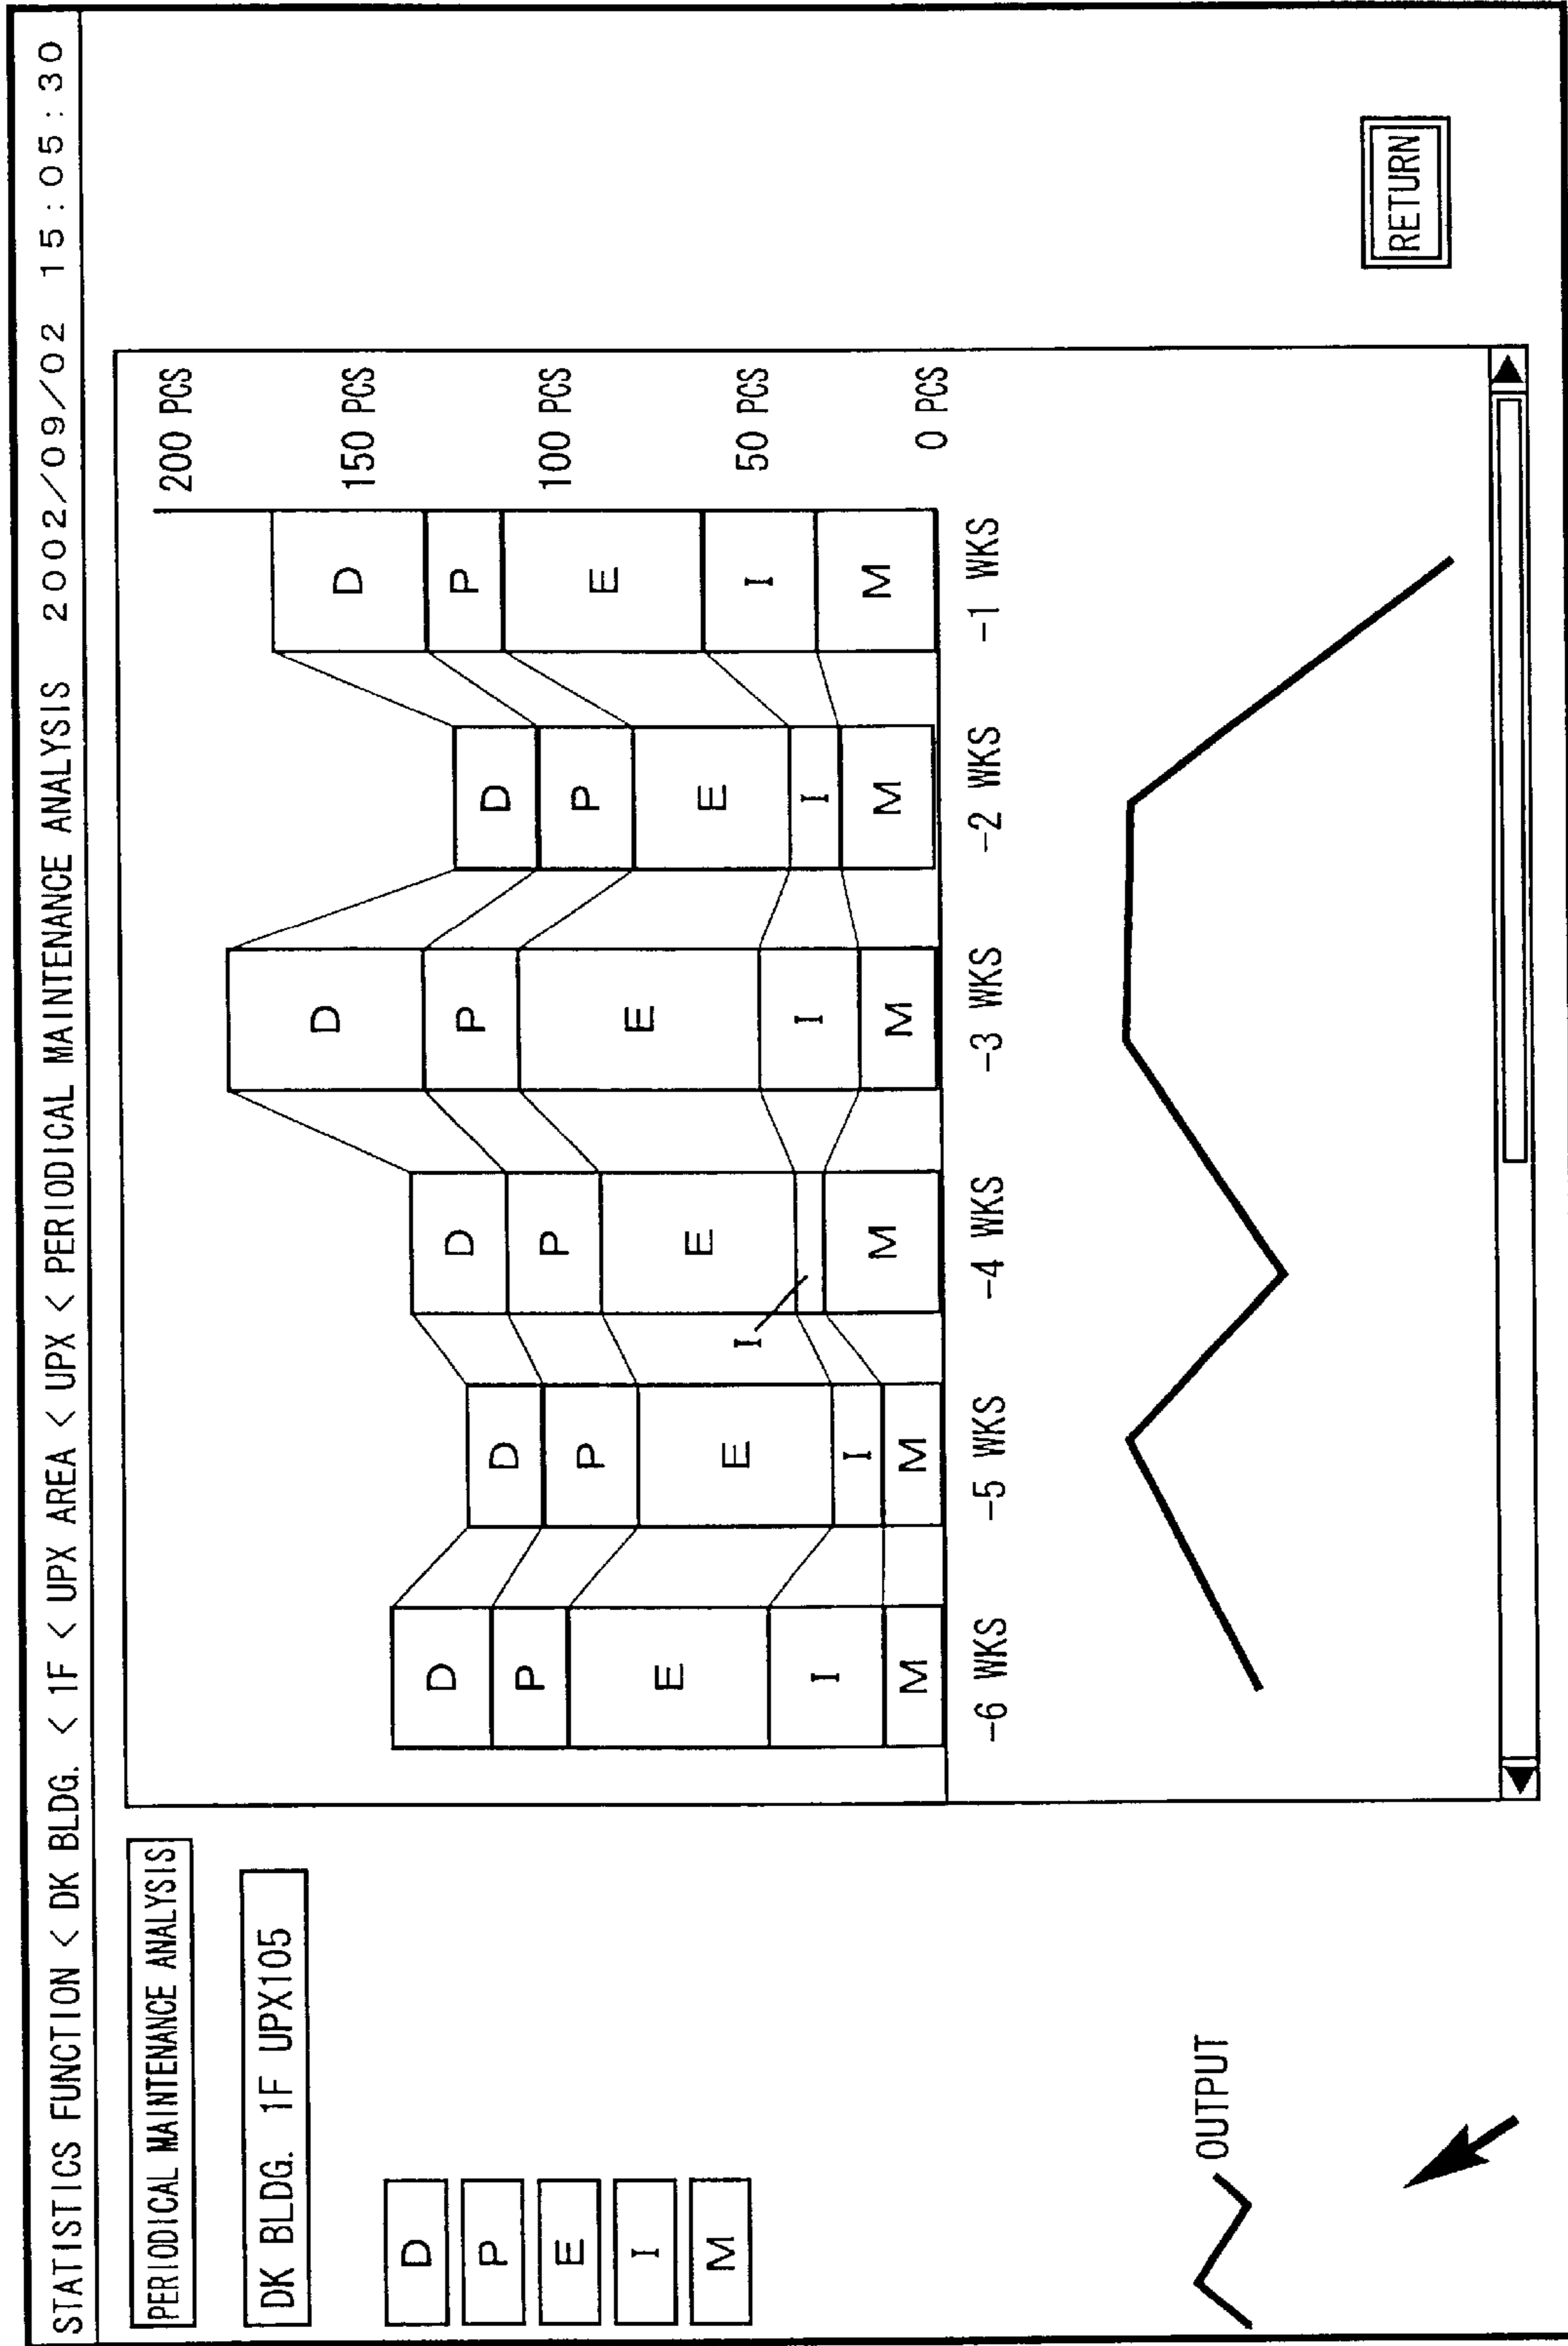 STATISTICS FUNCTION < DK BLDG. < 1F < UPX AREA < UPX < PERIODICAL MAINTENANCE ANALYSIS 2002/09/02 15:05:30
PERIODICAL MAINTENANCE ANALYSIS
DK BLDG. 1F UPX105
D
P
E
I
M
OUTPUT
200 PCS
150 PCS
100 PCS
50 PCS
0 PCS
D
P
E
I
M
D
P
E
I
M
D
P
E
I
M
D
P
E
I
M
D
P
E
I
M
D
P
E
I
M
-6 WKS
-5 WKS
-4 WKS
-3 WKS
-2 WKS
-1 WKS
RETURN